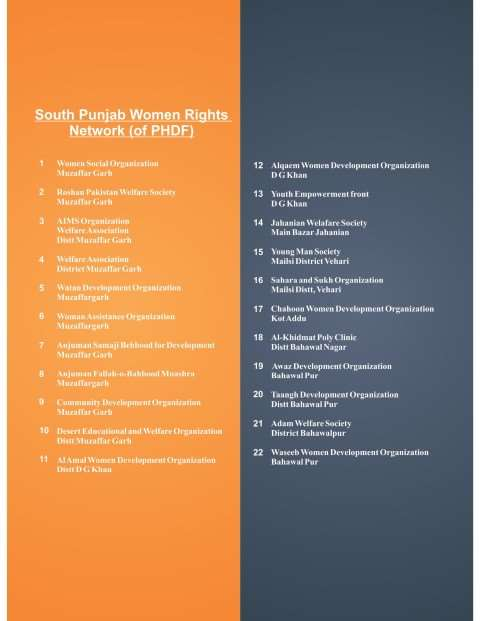 South Punjab Women Rights
Network (of PHDF)
1 Women Social Organization
Muzaffar Garh
2 Roshan Pakistan Welfare Society
Muzaffar Garh
3 AIMS Organization
Welfare Association
Distt Muzaffar Garh
4 Welfare Association
District Muzaffar Garh
5 Watan Development Organization
Muzaffargarh
6 Woman Assistance Organization
Muzaffargarh
7 Anjuman Samaji Behbood for Development
Muzaffar Garh
8 Anjuman Fallah-o-Bahbood Muashra
Muzaffargarh
9 Community Development Organization
Muzaffar Garh
10 Desert Educational and Welfare Organization
Distt Muzaffar Garh
11 Al Amal Women Development Organization
Distt D G Khan
12 Alqaem Women Development Organization
D G Khan
13 Youth Empowerment front
D G Khan
14 Jahanian Welafare Society
Main Bazar Jahanian
15 Young Man Society
Mailsi District Vehari
16 Sahara and Sukh Organization
Mailsi Distt, Vehari
17 Chahoon Women Development Organization
Kot Addu
18 Al-Khidmat Poly Clinic
Distt Bahawal Nagar
19 Awaz Development Organization
Bahawal Pur
20 Taangh Development Organization
Distt Bahawal Pur
21 Adam Welfare Society
District Bahawalpur
22 Waseeb Women Development Organization
Bahawal Pur